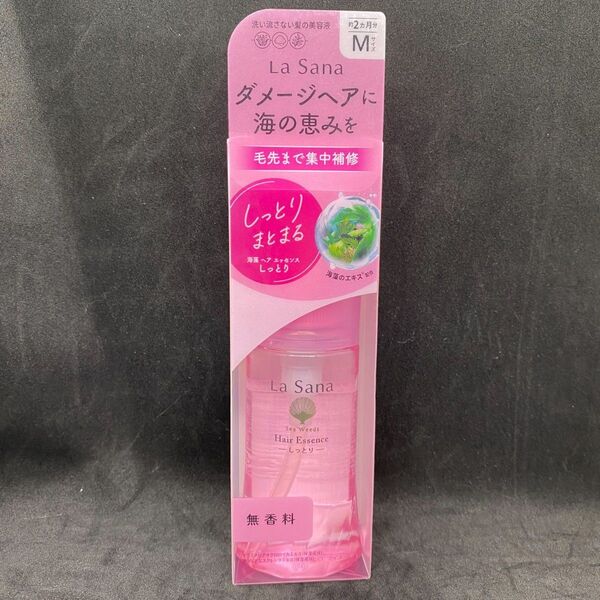 洗い流さない髪の美容液
約2カ月分
Mサイズ
La Sana
ダメージヘアに
海の恵みを
毛先まで集中補修
しっとり
まとまる
海藻 ヘア エッセンス
しっとり
海藻のエキス*配合
La Sana
Sea Weeds
Hair Essence
しっとり
無香料